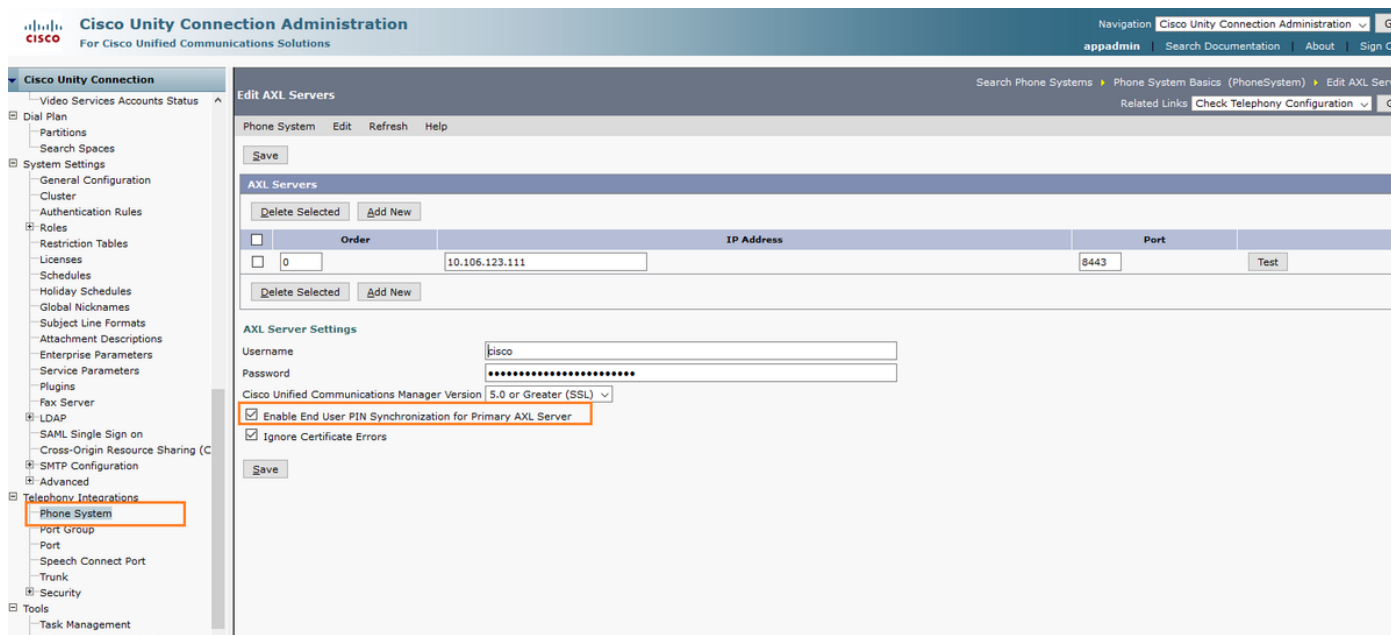 Cisco Unity Connection Administration
For Cisco Unified Communications Solutions
CISCO
Navigation Cisco Unity Connection Administration
appadmin | Search Documentation | About | Sign
Cisco Unity Connection
Video Services Accounts Status
Dial Plan
Partitions
Search Spaces
System Settings
General Configuration
Cluster
Authentication Rules
Roles
Restriction Tables
Licenses
Schedules
Holiday Schedules
Global Nicknames
Subject Line Formats
Attachment Descriptions
Enterprise Parameters
Service Parameters
Plugins
Fax Server
LDAP
SAML Single Sign on
Cross-Origin Resource Sharing (C
SMTP Configuration
Advanced
Telephony Integrations
Phone System
Port Group
Port
Speech Connect Port
Trunk
Security
Tools
Task Management
Edit AXL Servers
Search Phone Systems Phone System Basics (PhoneSystem) Edit AXL Ser
Related Links Check Telephony Configuration
Phone System Edit Refresh Help
Save
AXL Servers
Delete Selected Add New
Order IP Address Port
0 10.106.123.111 8443 Test
Delete Selected Add New
AXL Server Settings
Username cisco
Password ••••••••••••••••••••••••
Cisco Unified Communications Manager Version 5.0 or Greater (SSL)
Enable End User PIN Synchronization for Primary AXL Server
Ignore Certificate Errors
Save